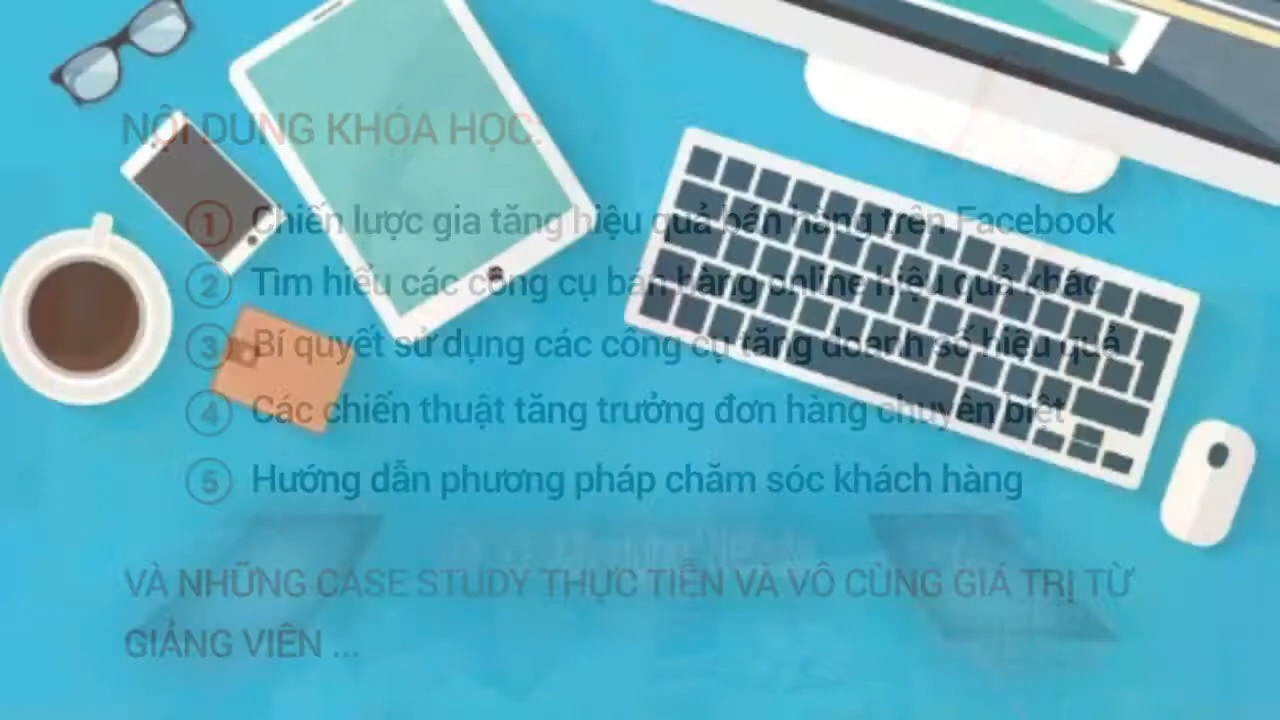 NỘI DUNG KHÓA HỌC.
1 Chiến lược gia tăng hiệu quả bán hàng trên Facebook
2 Tìm hiểu các công cụ bán hàng online hiệu quả khác
3 Bí quyết sử dụng các công cụ tăng doanh số hiệu quả
4 Các chiến thuật tăng trưởng đơn hàng chuyên biệt
5 Hướng dẫn phương pháp chăm sóc khách hàng
VÀ NHỮNG CASE STUDY THỰC TIỄN VÀ VÔ CÙNG GIÁ TRỊ TỪ
GIẢNG VIÊN ...